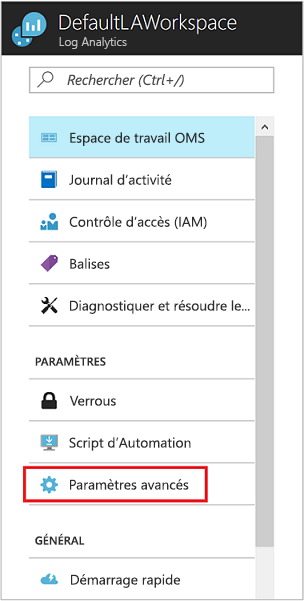 DefaultLAWorkspace
Log Analytics
Rechercher (Ctrl+/)
Espace de travail OMS
Journal d'activité
Contrôle d'accès (IAM)
Balises
Diagnostiquer et résoudre le...
PARAMÈTRES
Verrous
Script d'Automation
Paramètres avancés
GÉNÉRAL
Démarrage rapide